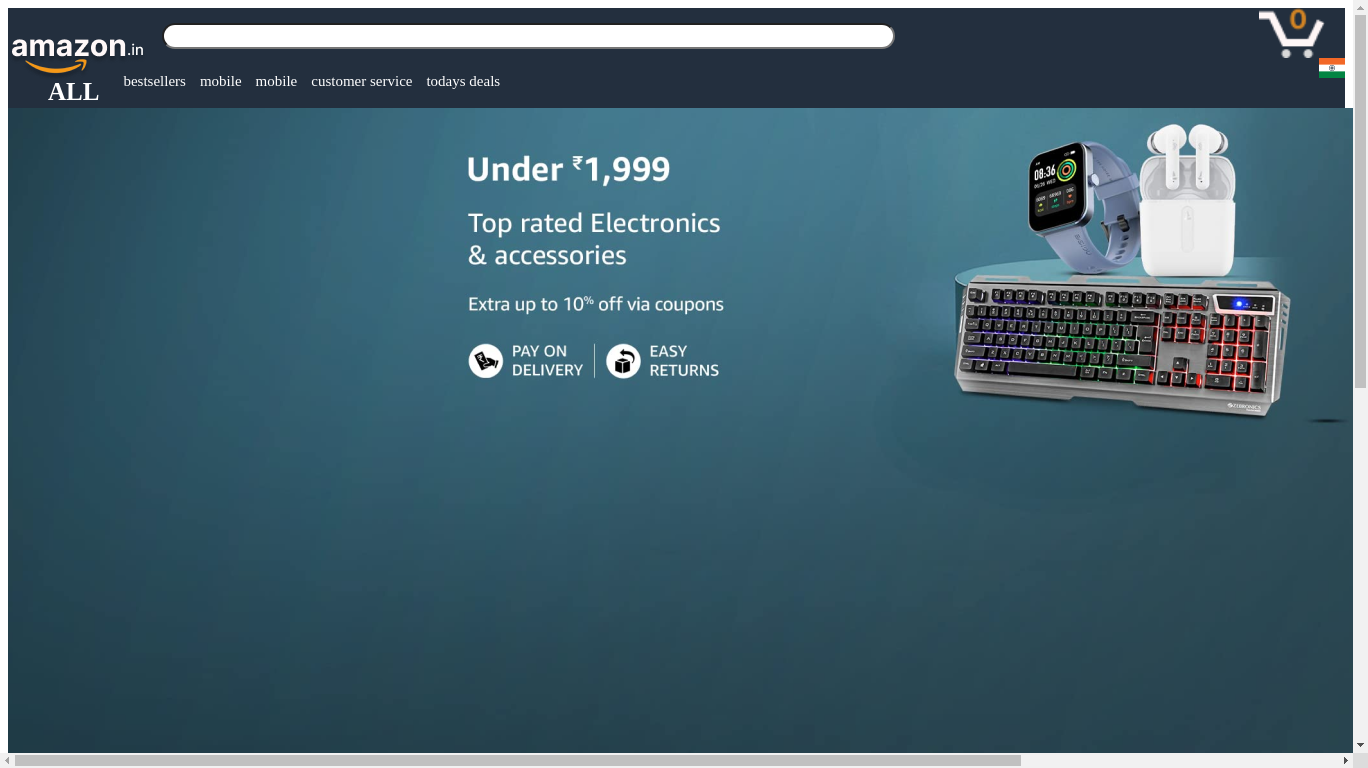 amazon.in
0
ALL
bestsellers mobile mobile customer service todays deals
Under ₹1,999
Top rated Electronics
& accessories
Extra up to 10% off via coupons
PAY ON
DELIVERY
EASY
RETURNS
08:36